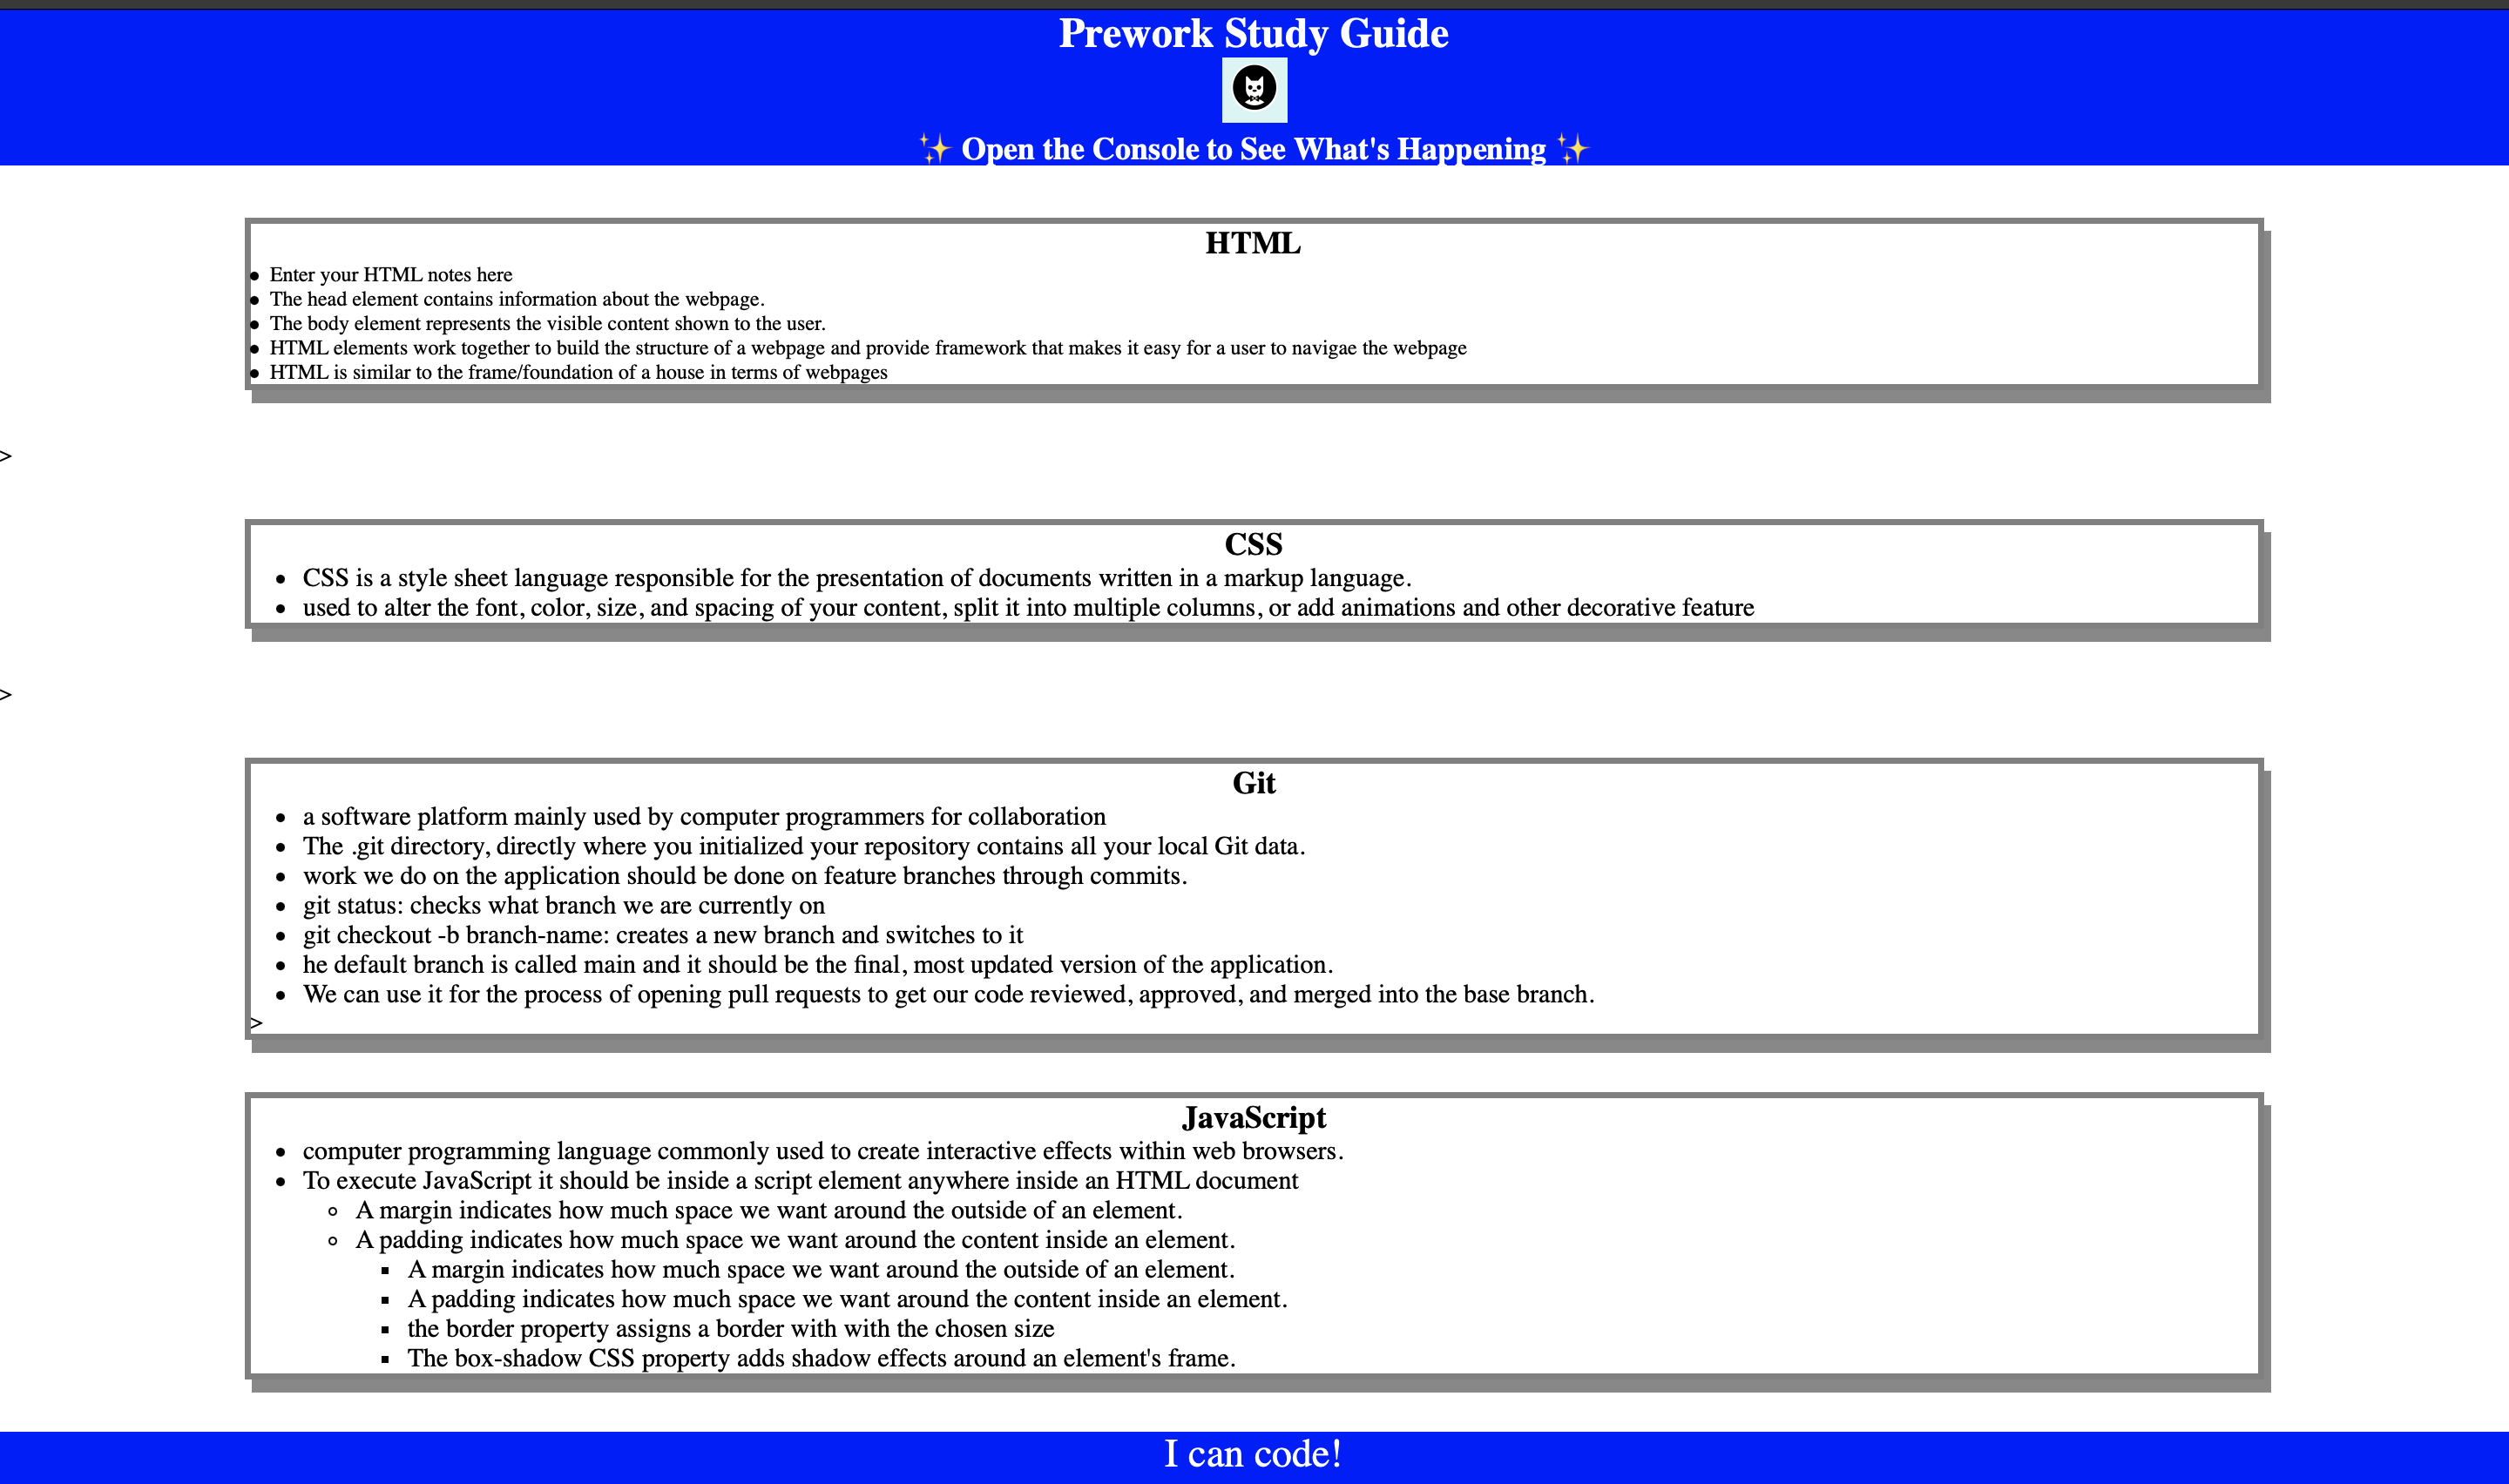 Prework Study Guide
✨ Open the Console to See What's Happening ✨
HTML
● Enter your HTML notes here
● The head element contains information about the webpage.
● The body element represents the visible content shown to the user.
● HTML elements work together to build the structure of a webpage and provide framework that makes it easy for a user to navigae the webpage
● HTML is similar to the frame/foundation of a house in terms of webpages
>
CSS
• CSS is a style sheet language responsible for the presentation of documents written in a markup language.
• used to alter the font, color, size, and spacing of your content, split it into multiple columns, or add animations and other decorative feature
>
Git
• a software platform mainly used by computer programmers for collaboration
• The .git directory, directly where you initialized your repository contains all your local Git data.
• work we do on the application should be done on feature branches through commits.
• git status: checks what branch we are currently on
• git checkout -b branch-name: creates a new branch and switches to it
• he default branch is called main and it should be the final, most updated version of the application.
• We can use it for the process of opening pull requests to get our code reviewed, approved, and merged into the base branch.
>
JavaScript
• computer programming language commonly used to create interactive effects within web browsers.
• To execute JavaScript it should be inside a script element anywhere inside an HTML document
◦ A margin indicates how much space we want around the outside of an element.
◦ A padding indicates how much space we want around the content inside an element.
▪ A margin indicates how much space we want around the outside of an element.
▪ A padding indicates how much space we want around the content inside an element.
▪ the border property assigns a border with with the chosen size
▪ The box-shadow CSS property adds shadow effects around an element's frame.
I can code!